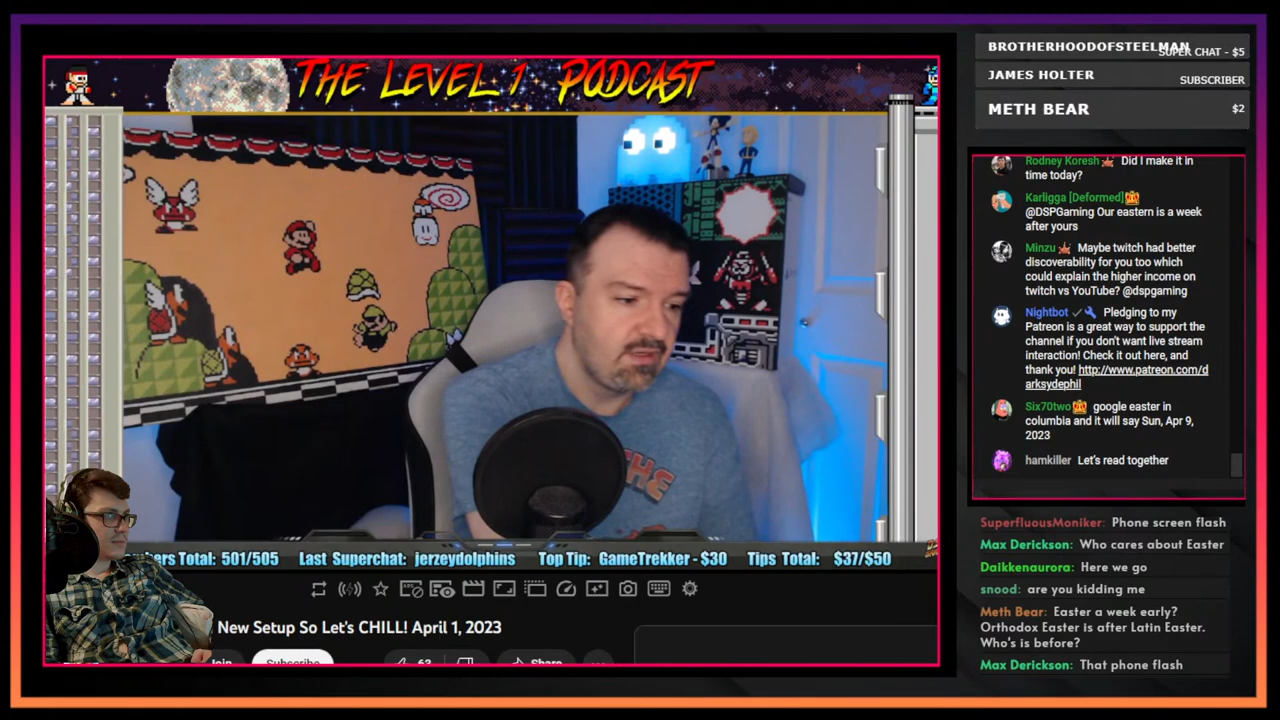 THE LEVEL 1 PODCAST
BROTHERHOODOFSTEELMAN
SUPER CHAT - $5
JAMES HOLTER
SUBSCRIBER
METH BEAR
$2
Rodney Koresh Did I make it in
time today?
Karligga [Deformed]
@DSPGaming Our eastern is a week
after yours
Minzu Maybe twitch had better
discoverability for you too which
could explain the higher income on
twitch vs YouTube? @dspgaming
Nightbot Pledging to my
Patreon is a great way to support the
channel if you don't want live stream
interaction! Check it out here, and
thank you! http://www.patreon.com/d
arksydephil
Six70two google easter in
columbia and it will say Sun, Apr 9,
2023
hamkiller Let's read together
SuperfluousMoniker: Phone screen flash
Max Derickson: Who cares about Easter
Daikkenaurora: Here we go
snood: are you kidding me
Meth Bear: Easter a week early?
Orthodox Easter is after Latin Easter.
Who's is before?
Max Derickson: That phone flash
THE
bers Total: 501/505 Last Superchat: jerzeydolphins Top Tip: GameTrekker - $30 Tips Total: $37/$50
New Setup So Let's CHILL! April 1, 2023
Join Subscribe 63 Share